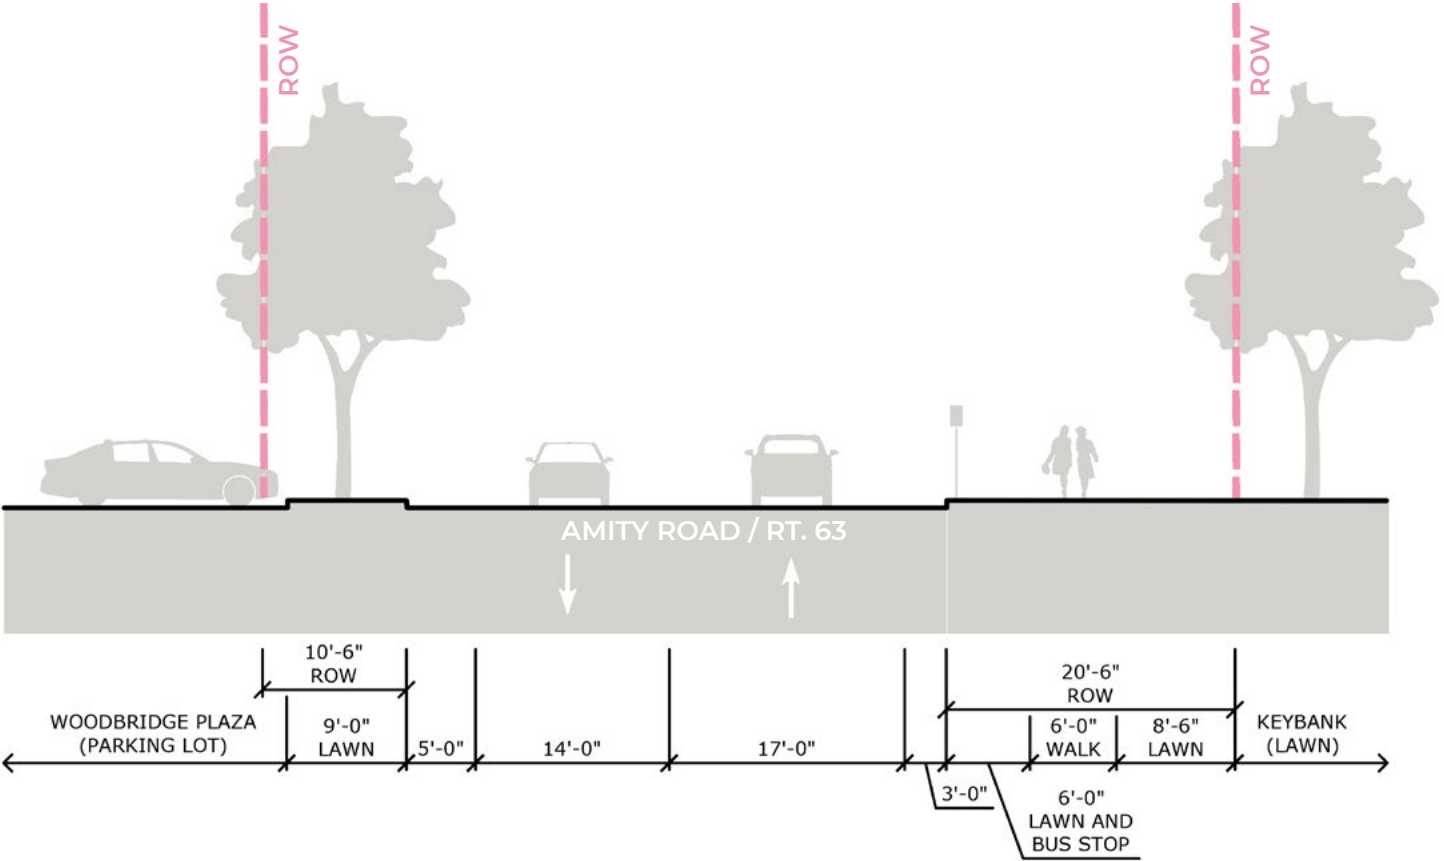 ROW
ROW
AMITY ROAD / RT. 63
10'-6"
ROW
20'-6"
ROW
WOODBRIDGE PLAZA
(PARKING LOT)
9'-0"
LAWN
5'-0"
14'-0"
17'-0"
6'-0"
WALK
8'-6"
LAWN
KEYBANK
(LAWN)
3'-0"
6'-0"
LAWN AND
BUS STOP